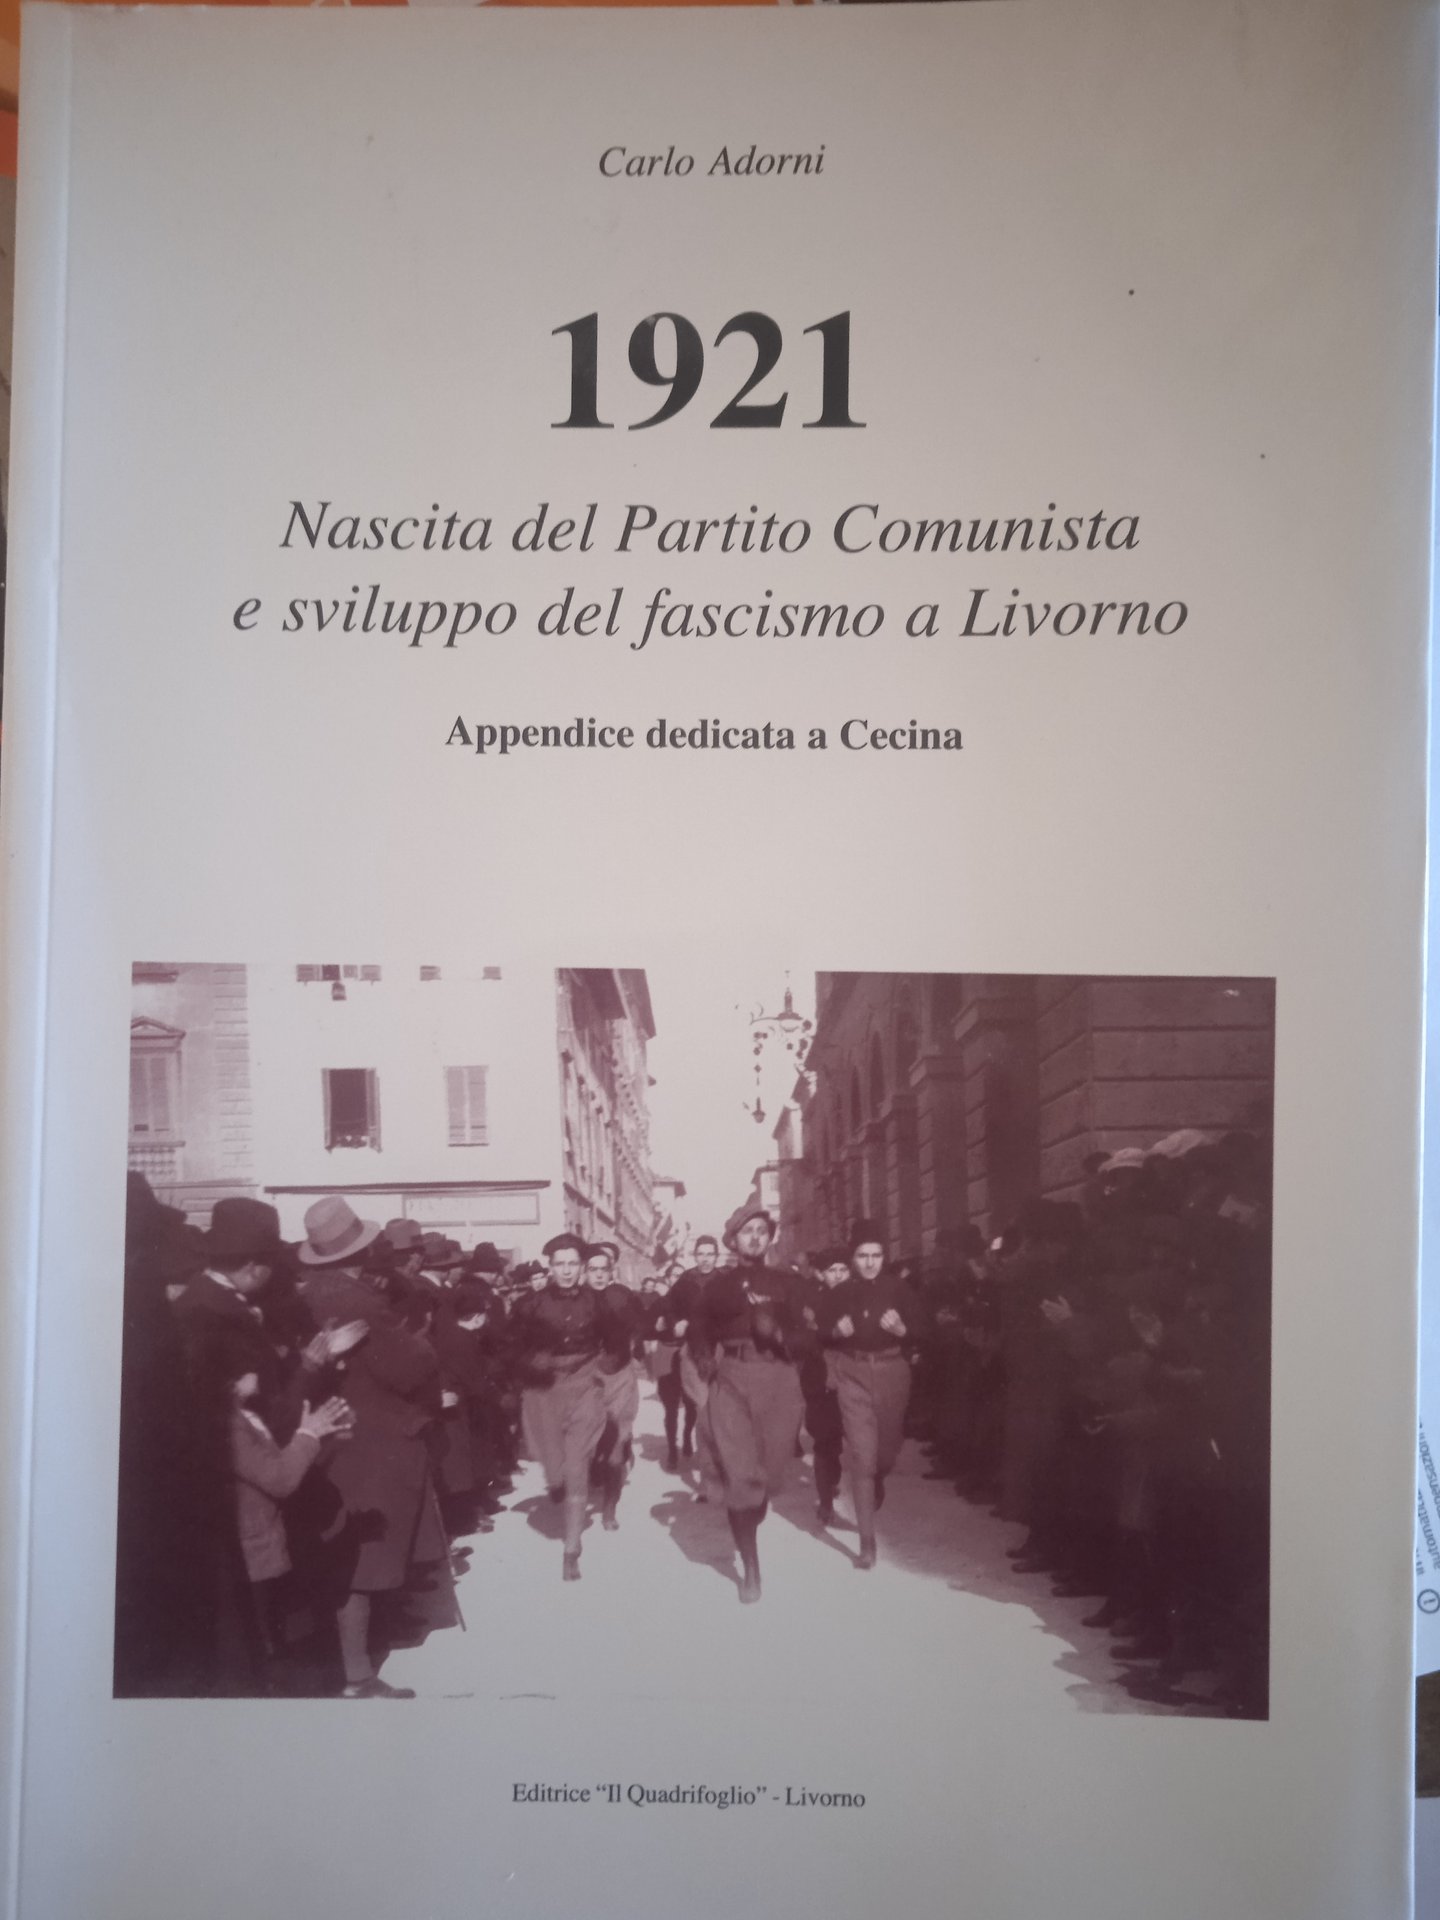 Carlo Adorni
1921
Nascita del Partito Comunista
e sviluppo del fascismo a Livorno
Appendice dedicata a Cecina
Editrice “Il Quadrifoglio” - Livorno